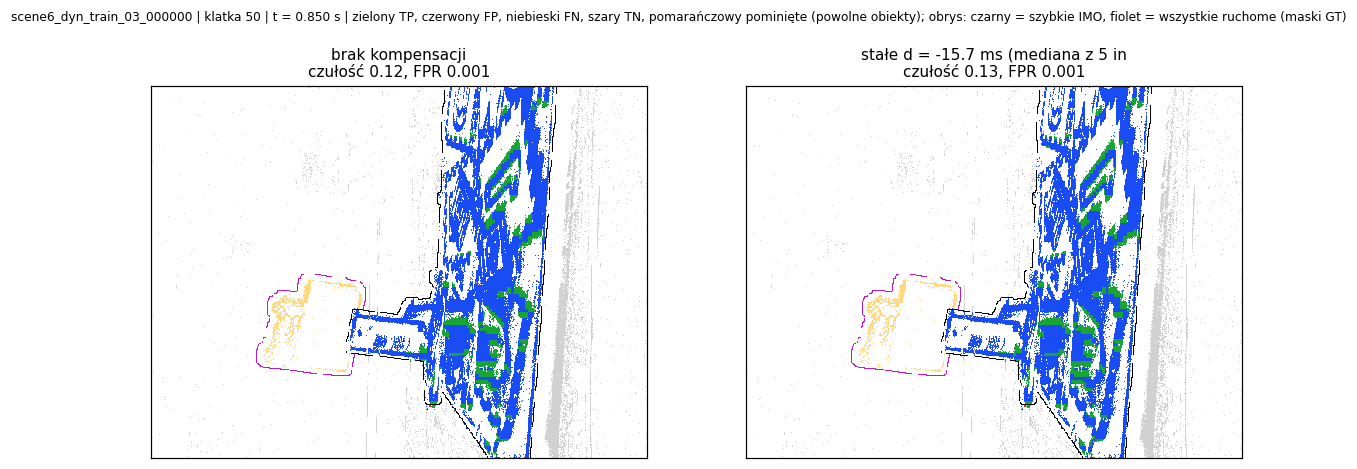 scene6_dyn_train_03_000000 | klatka 50 | t = 0.850 s | zielony TP, czerwony FP, niebieski FN, szary TN, pomarańczowy pominięte (powolne obiekty); obrys: czarny = szybkie IMO, fiolet = wszystkie ruchome (maski GT)
brak kompensacji
czułość 0.12, FPR 0.001
stałe d = -15.7 ms (mediana z 5 in
czułość 0.13, FPR 0.001